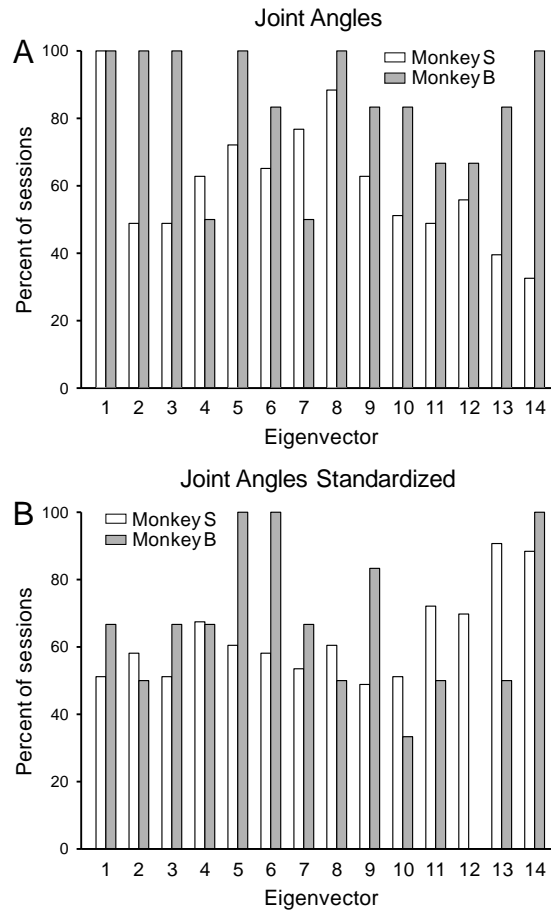 Joint Angles
A
Monkey S
Monkey B
Percent of sessions
100
80
60
40
20
0
1 2 3 4 5 6 7 8 9 10 11 12 13 14
Eigenvector
Joint Angles Standardized
B
Monkey S
Monkey B
Percent of sessions
100
80
60
40
20
0
1 2 3 4 5 6 7 8 9 10 11 12 13 14
Eigenvector